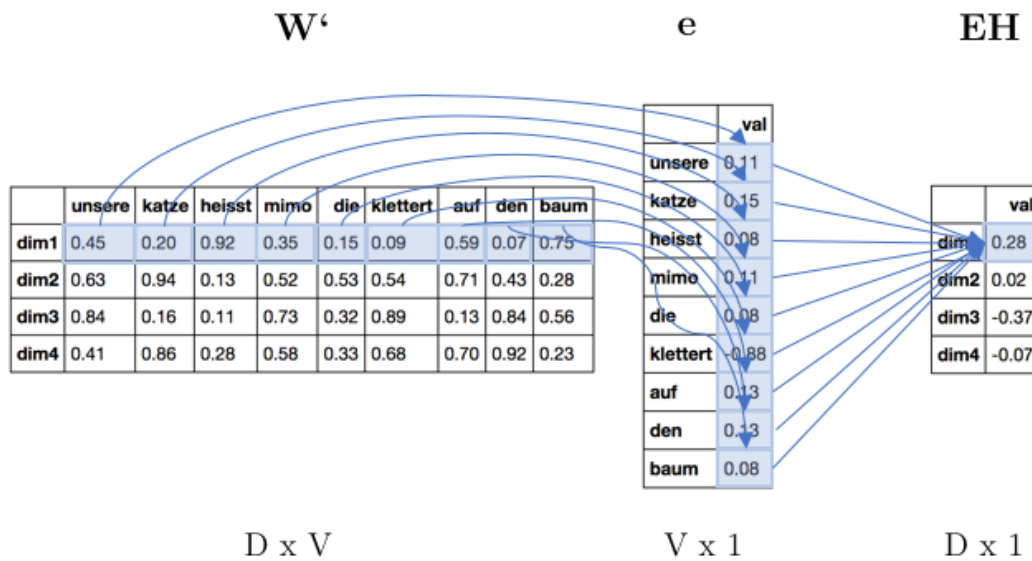 W‘ e EH
val
unsere 0.11
katze 0.15
heisst 0.08
mimo 0.11
die 0.08
klettert -0.88
auf 0.13
den 0.13
baum 0.08
unsere katze heisst mimo die klettert auf den baum
dim1 0.45 0.20 0.92 0.35 0.15 0.09 0.59 0.07 0.75
dim2 0.63 0.94 0.13 0.52 0.53 0.54 0.71 0.43 0.28
dim3 0.84 0.16 0.11 0.73 0.32 0.89 0.13 0.84 0.56
dim4 0.41 0.86 0.28 0.58 0.33 0.68 0.70 0.92 0.23
val
dim 0.28
dim2 0.02
dim3 -0.37
dim4 -0.07
D x V V x 1 D x 1